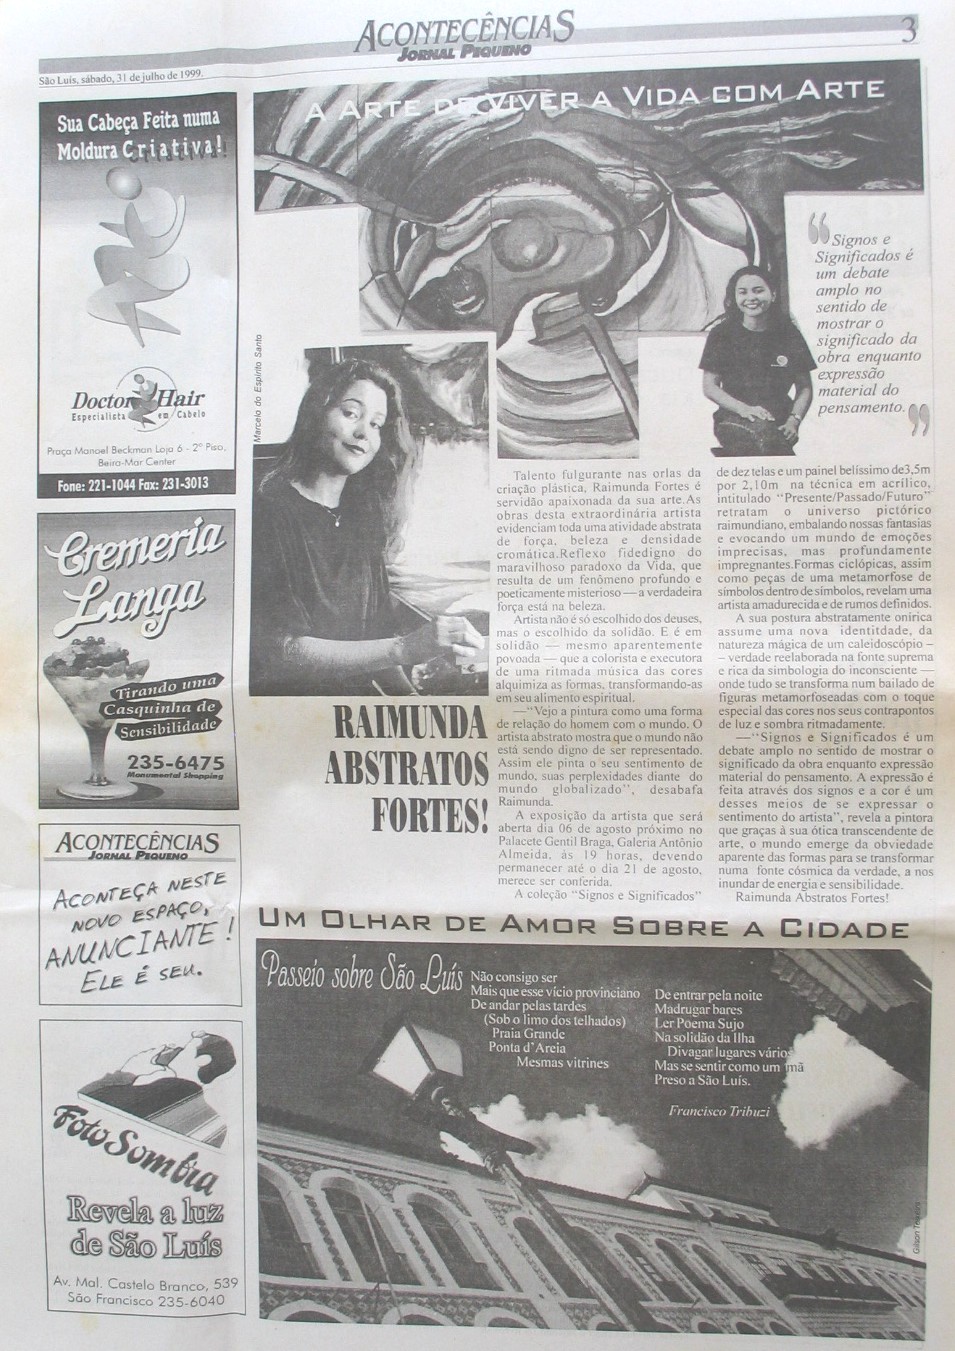 ACONTECÊNCIAS
JORNAL PEQUENO
3
São Luís, sábado, 31 de julho de 1999.
Sua Cabeça Feita numa
Moldura Criativa!
Doctor Hair
Especialista em Cabelo
Praça Manoel Beckman Loja 6 - 2º Piso,
Beira-Mar Center
Fone: 221-1044 Fax: 231-3013
Cremeria
Langa
Tirando uma
Casquinha de
Sensibilidade
235-6475
Monumental Shopping
ACONTECÊNCIAS
JORNAL PEQUENO
ACONTEÇA NESTE
NOVO ESPAÇO,
ANUNCIANTE!
ELE É SEU.
Foto Sombra
Revela a luz
de São Luís
Av. Mal. Castelo Branco, 539
São Francisco 235-6040
A ARTE DE VIVER A VIDA COM ARTE
Marcelo do Espírito Santo
“Signos e
Significados é
um debate
amplo no
sentido de
mostrar o
significado da
obra enquanto
expressão
material do
pensamento.”
RAIMUNDA
ABSTRATOS
FORTES!
Talento fulgurante nas orlas da
criação plástica, Raimunda Fortes é
servidão apaixonada da sua arte.As
obras desta extraordinária artista
evidenciam toda uma atividade abstrata
de força, beleza e densidade
cromática.Reflexo fidedigno do
maravilhoso paradoxo da Vida, que
resulta de um fenômeno profundo e
poeticamente misterioso — a verdadeira
força está na beleza.
Artista não é só escolhido dos deuses,
mas o escolhido da solidão. E é em
solidão — mesmo aparentemente
povoada — que a colorista e executora
de uma ritmada música das cores
alquimiza as formas, transformando-as
em seu alimento espiritual.
—“Vejo a pintura como uma forma
de relação do homem com o mundo. O
artista abstrato mostra que o mundo não
está sendo digno de ser representado.
Assim ele pinta o seu sentimento de
mundo, suas perplexidades diante do
mundo globalizado”, desabafa
Raimunda.
A exposição da artista que será
aberta dia 06 de agosto próximo no
Palacete Gentil Braga, Galeria Antônio
Almeida, às 19 horas, devendo
permanecer até o dia 21 de agosto,
merece ser conferida.
A coleção “Signos e Significados”
de dez telas e um painel belíssimo de3,5m
por 2,10m na técnica em acrílico,
intitulado “Presente/Passado/Futuro”
retratam o universo pictórico
raimundiano, embalando nossas fantasias
e evocando um mundo de emoções
imprecisas, mas profundamente
impregnantes.Formas ciclópicas, assim
como peças de uma metamorfose de
símbolos dentro de símbolos, revelam uma
artista amadurecida e de rumos definidos.
A sua postura abstratamente onírica
assume uma nova identitdade, da
natureza mágica de um caleidoscópio –
– verdade reelaborada na fonte suprema
e rica da simbologia do inconsciente —
onde tudo se transforma num bailado de
figuras metamorfoseadas com o toque
especial das cores nos seus contrapontos
de luz e sombra ritmadamente.
—“Signos e Significados é um
debate amplo no sentido de mostrar o
significado da obra enquanto expressão
material do pensamento. A expressão é
feita através dos signos e a cor é um
desses meios de se expressar o
sentimento do artista”, revela a pintora
que graças à sua ótica transcendente de
arte, o mundo emerge da obviedade
aparente das formas para se transformar
numa fonte cósmica da verdade, a nos
inundar de energia e sensibilidade.
Raimunda Abstratos Fortes!
UM OLHAR DE AMOR SOBRE A CIDADE
Passeio sobre São Luís
Não consigo ser
Mais que esse vício provinciano
De andar pelas tardes
(Sob o limo dos telhados)
Praia Grande
Ponta d’Areia
Mesmas vitrines
De entrar pela noite
Madrugar bares
Ler Poema Sujo
Na solidão da Ilha
Divagar lugares vários
Mas se sentir como um imã
Preso a São Luís.
Francisco Tribuzi
Gilson Teixeira